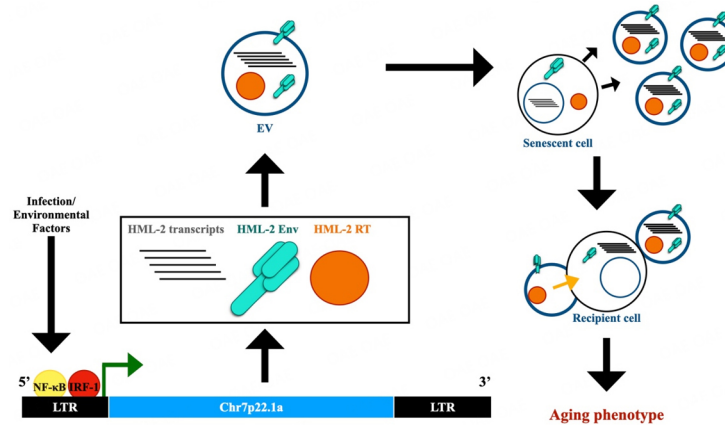 EV
Senescent cell
Infection/
Environmental
Factors
HML-2 transcripts HML-2 Env HML-2 RT
Recipient cell
5’ NF-κB IRF-1 3’
LTR Chr7p22.1a LTR
Aging phenotype